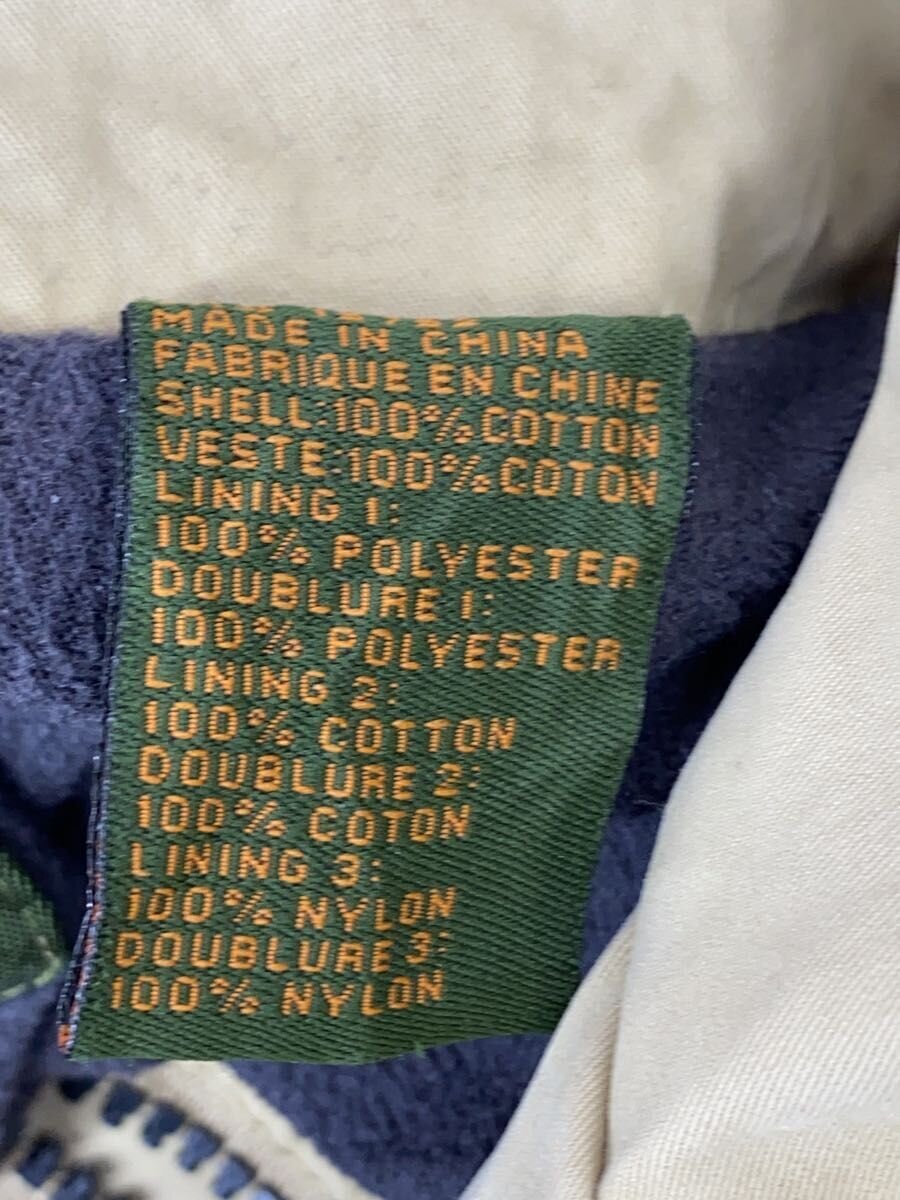 MADE IN CHINA
FABRIQUE EN CHINE
SHELL:100% COTTON
VESTE:100% COTON
LINING 1:
100% POLYESTER
DOUBLURE 1:
100% POLYESTER
LINING 2:
100% COTTON
DOUBLURE 2:
100% COTON
LINING 3:
100% NYLON
DOUBLURE 3:
100% NYLON